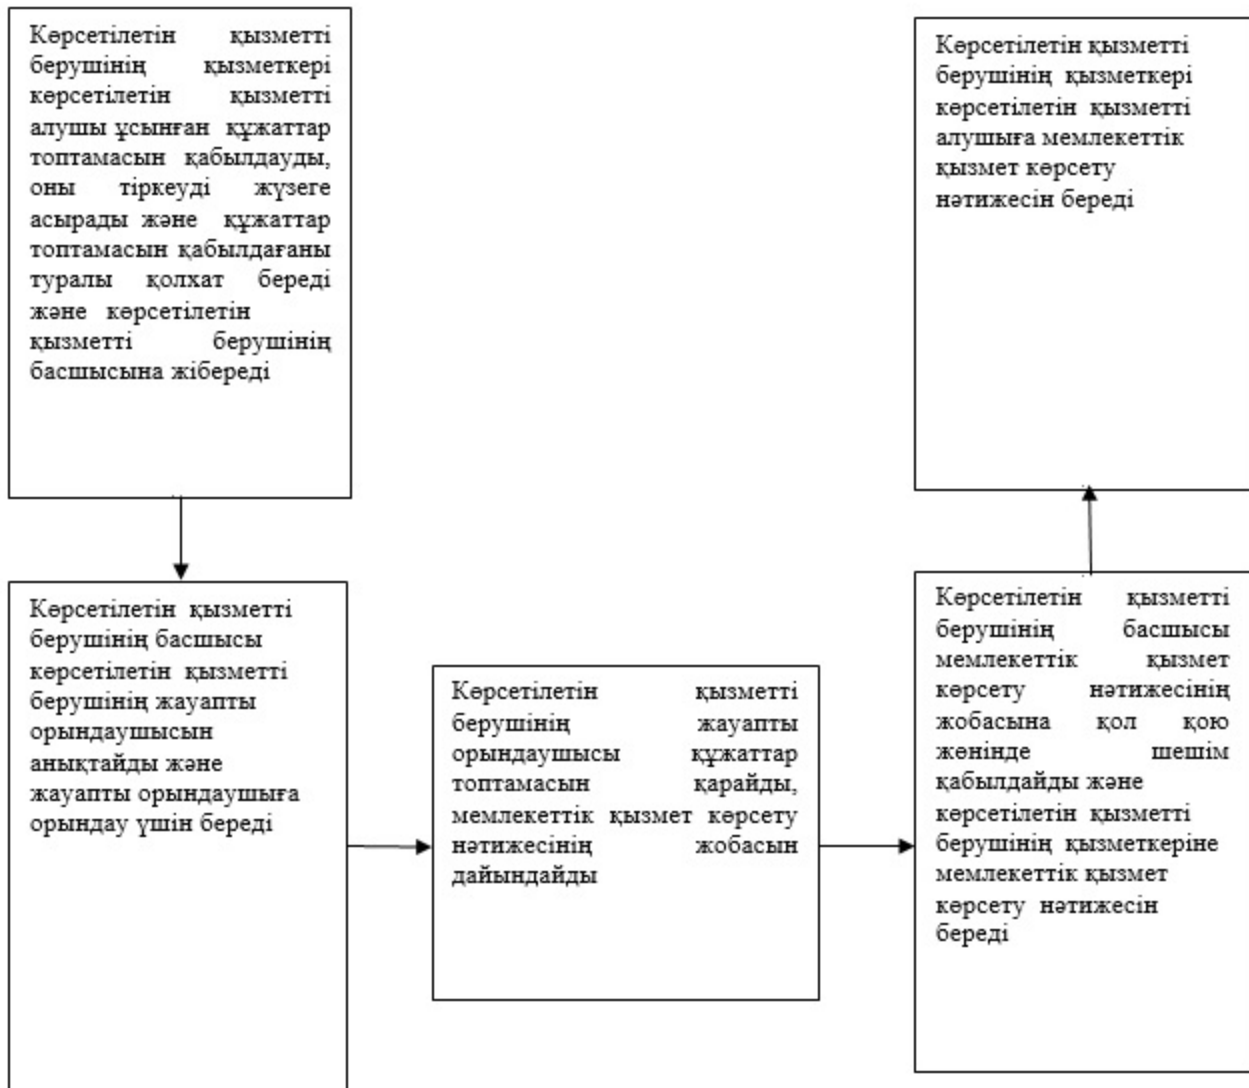 Көрсетілетін қызметті
берушінің қызметкері
көрсетілетін қызметті
алушы ұсынған құжаттар
топтамасын қабылдауды,
оны тіркеуді жүзеге
асырады және құжаттар
топтамасын қабылдағаны
туралы қолхат береді
және көрсетілетін
қызметті берушінің
басшысына жібереді
Көрсетілетін қызметті
берушінің басшысы
көрсетілетін қызметті
берушінің жауапты
орындаушысын
анықтайды және
жауапты орындаушыға
орындау үшін береді
Көрсетілетін қызметті
берушінің жауапты
орындаушысы құжаттар
топтамасын қарайды,
мемлекеттік қызмет көрсету
нәтижесінің жобасын
дайындайды
Көрсетілетін қызметті
берушінің басшысы
мемлекеттік қызмет
көрсету нәтижесінің
жобасына қол қою
жөнінде шешім
қабылдайды және
көрсетілетін қызметті
берушінің қызметкеріне
мемлекеттік қызмет
көрсету нәтижесін
береді
Көрсетілетін қызметті
берушінің қызметкері
көрсетілетін қызметті
алушыға мемлекеттік
қызмет көрсету
нәтижесін береді